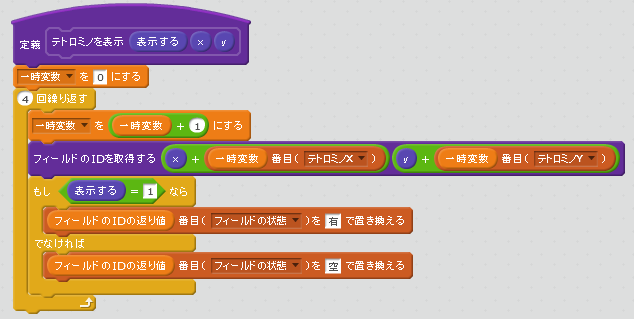 定義 テトロミノを表示 表示する x y
一時変数 を 0 にする
4 回繰り返す
一時変数 を 一時変数 + 1 にする
フィールドのIDを取得する x + 一時変数 番目( テトロミノX ) y + 一時変数 番目( テトロミノY )
もし 表示する = 1 なら
フィールドのIDの返り値 番目( フィールドの状態 )を 有 で置き換える
でなければ
フィールドのIDの返り値 番目( フィールドの状態 )を 空 で置き換える